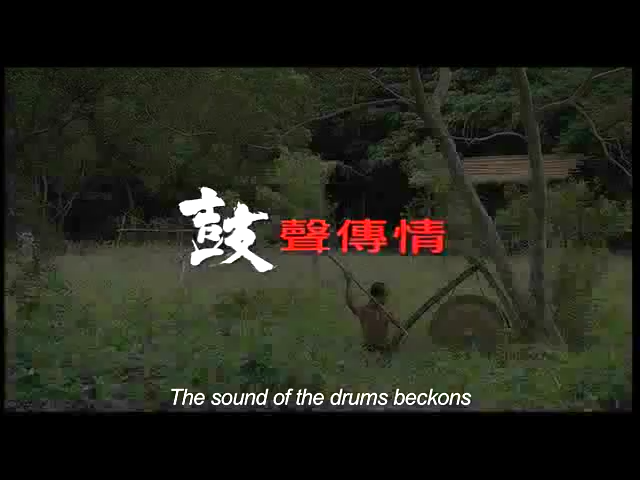 鼓聲傳情
The sound of the drums beckons